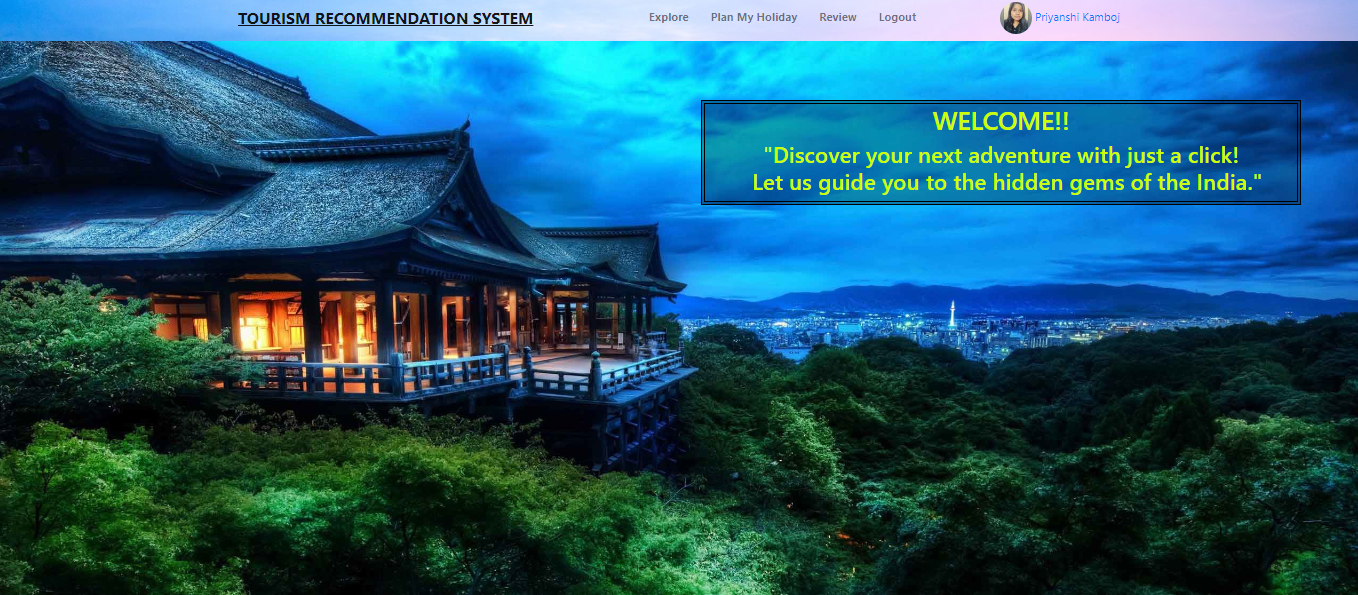 TOURISM RECOMMENDATION SYSTEM
Explore Plan My Holiday Review Logout
Priyanshi Kamboj
WELCOME!!
"Discover your next adventure with just a click!
Let us guide you to the hidden gems of the India."